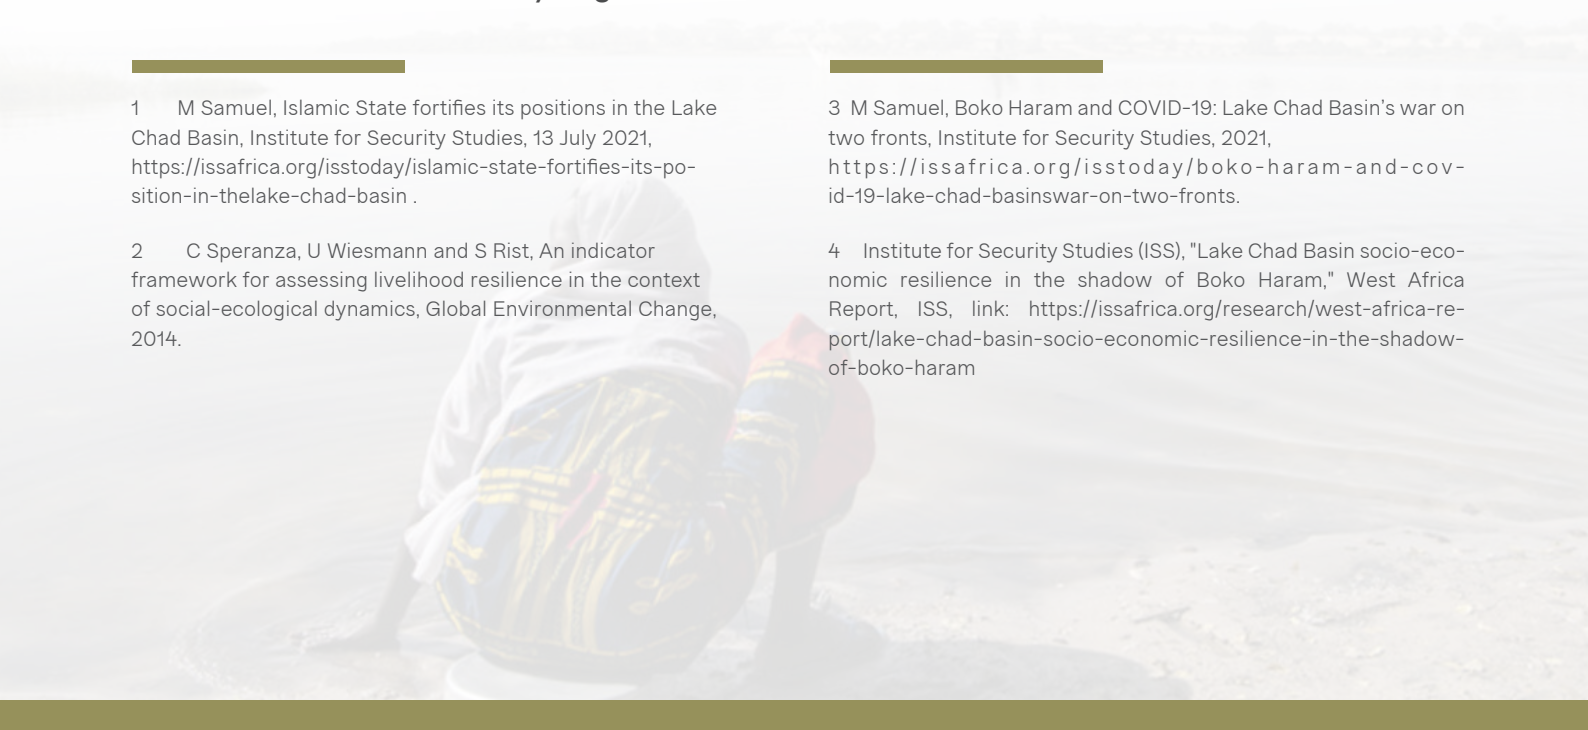 1 M Samuel, Islamic State fortifies its positions in the Lake
Chad Basin, Institute for Security Studies, 13 July 2021,
https://issafrica.org/isstoday/islamic-state-fortifies-its-po-
sition-in-thelake-chad-basin .
2 C Speranza, U Wiesmann and S Rist, An indicator
framework for assessing livelihood resilience in the context
of social-ecological dynamics, Global Environmental Change,
2014.
3 M Samuel, Boko Haram and COVID-19: Lake Chad Basin's war on
two fronts, Institute for Security Studies, 2021,
https://issafrica.org/isstoday/boko-haram-and-cov-
id-19-lake-chad-basinswar-on-two-fronts.
4 Institute for Security Studies (ISS), "Lake Chad Basin socio-eco-
nomic resilience in the shadow of Boko Haram," West Africa
Report, ISS, link: https://issafrica.org/research/west-africa-re-
port/lake-chad-basin-socio-economic-resilience-in-the-shadow-
of-boko-haram